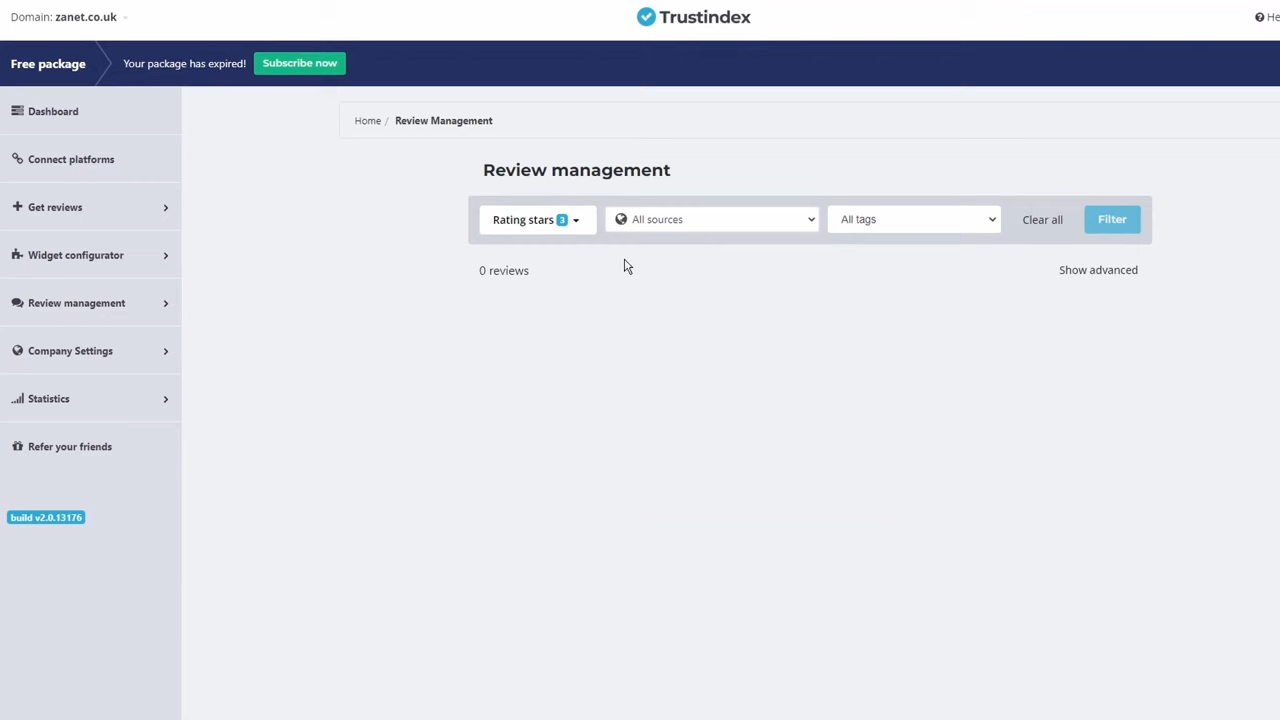 Domain: zanet.co.uk
Trustindex
He
Free package
Your package has expired!
Subscribe now
Dashboard
Connect platforms
Get reviews
Widget configurator
Review management
Company Settings
Statistics
Refer your friends
build v2.0.13176
Home / Review Management
Review management
Rating stars 3
All sources
All tags
Clear all
Filter
0 reviews
Show advanced